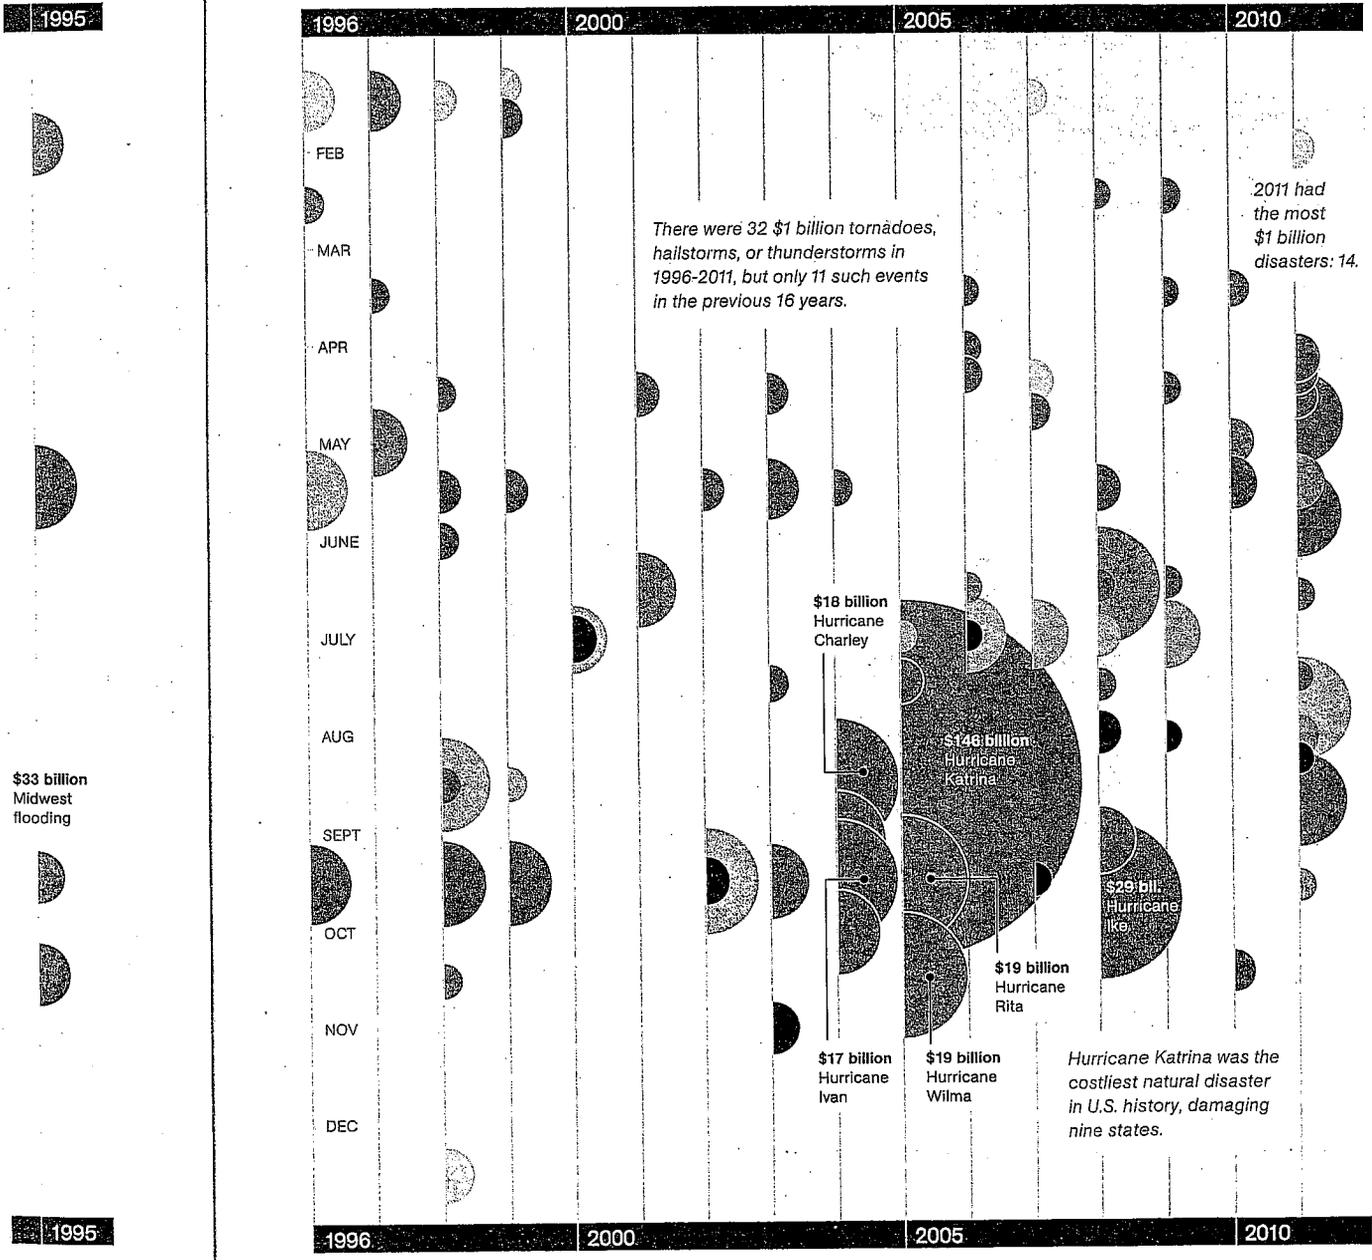 1995
1996
2000
2005
2010
FEB
MAR
APR
MAY
JUNE
JULY
AUG
SEPT
OCT
NOV
DEC
There were 32 $1 billion tornadoes,
hailstorms, or thunderstorms in
1996-2011, but only 11 such events
in the previous 16 years.
2011 had
the most
$1 billion
disasters: 14.
$18 billion
Hurricane
Charley
$146 billion
Hurricane
Katrina
$33 billion
Midwest
flooding
$29 bil.
Hurricane
Ike
$19 billion
Hurricane
Rita
$17 billion
Hurricane
Ivan
$19 billion
Hurricane
Wilma
Hurricane Katrina was the
costliest natural disaster
in U.S. history, damaging
nine states.
1995
1996
2000
2005
2010